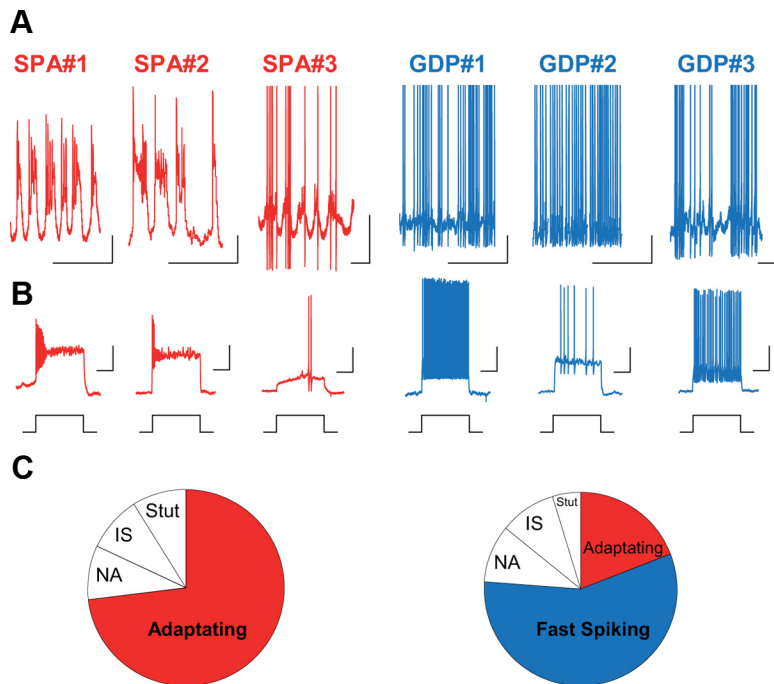 A
SPA#1 SPA#2 SPA#3 GDP#1 GDP#2 GDP#3
B
C
Stut
IS
NA
Adaptating
Stut
IS
NA
Adaptating
Fast Spiking